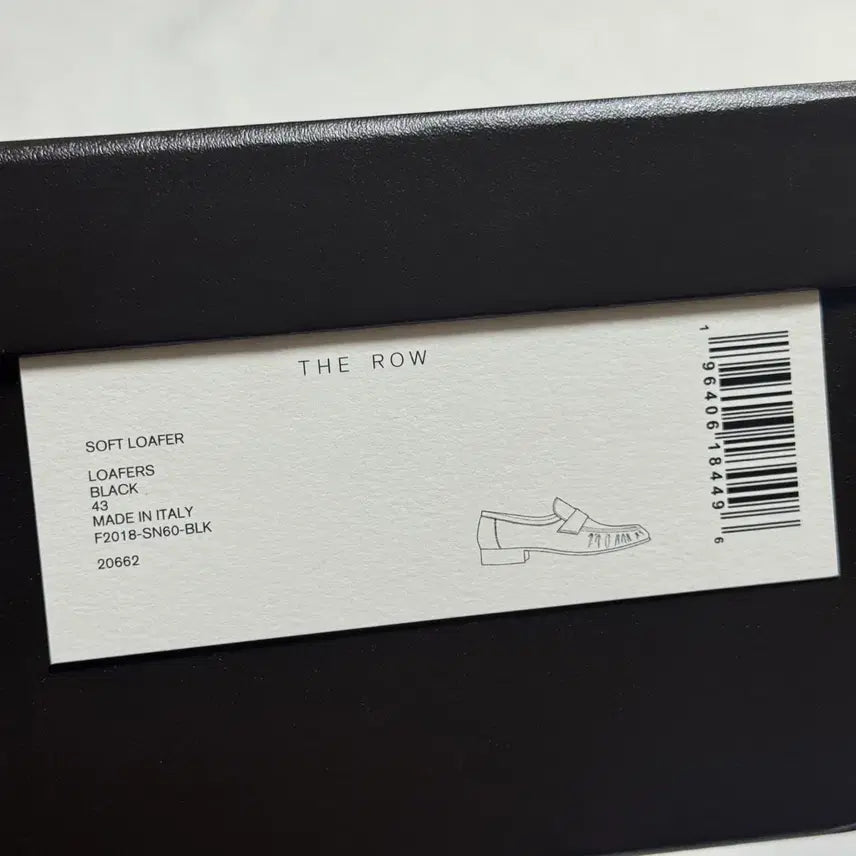 THE ROW
SOFT LOAFER
LOAFERS
BLACK
43
MADE IN ITALY
F2018-SN60-BLK
20662
1 96406 18449 6